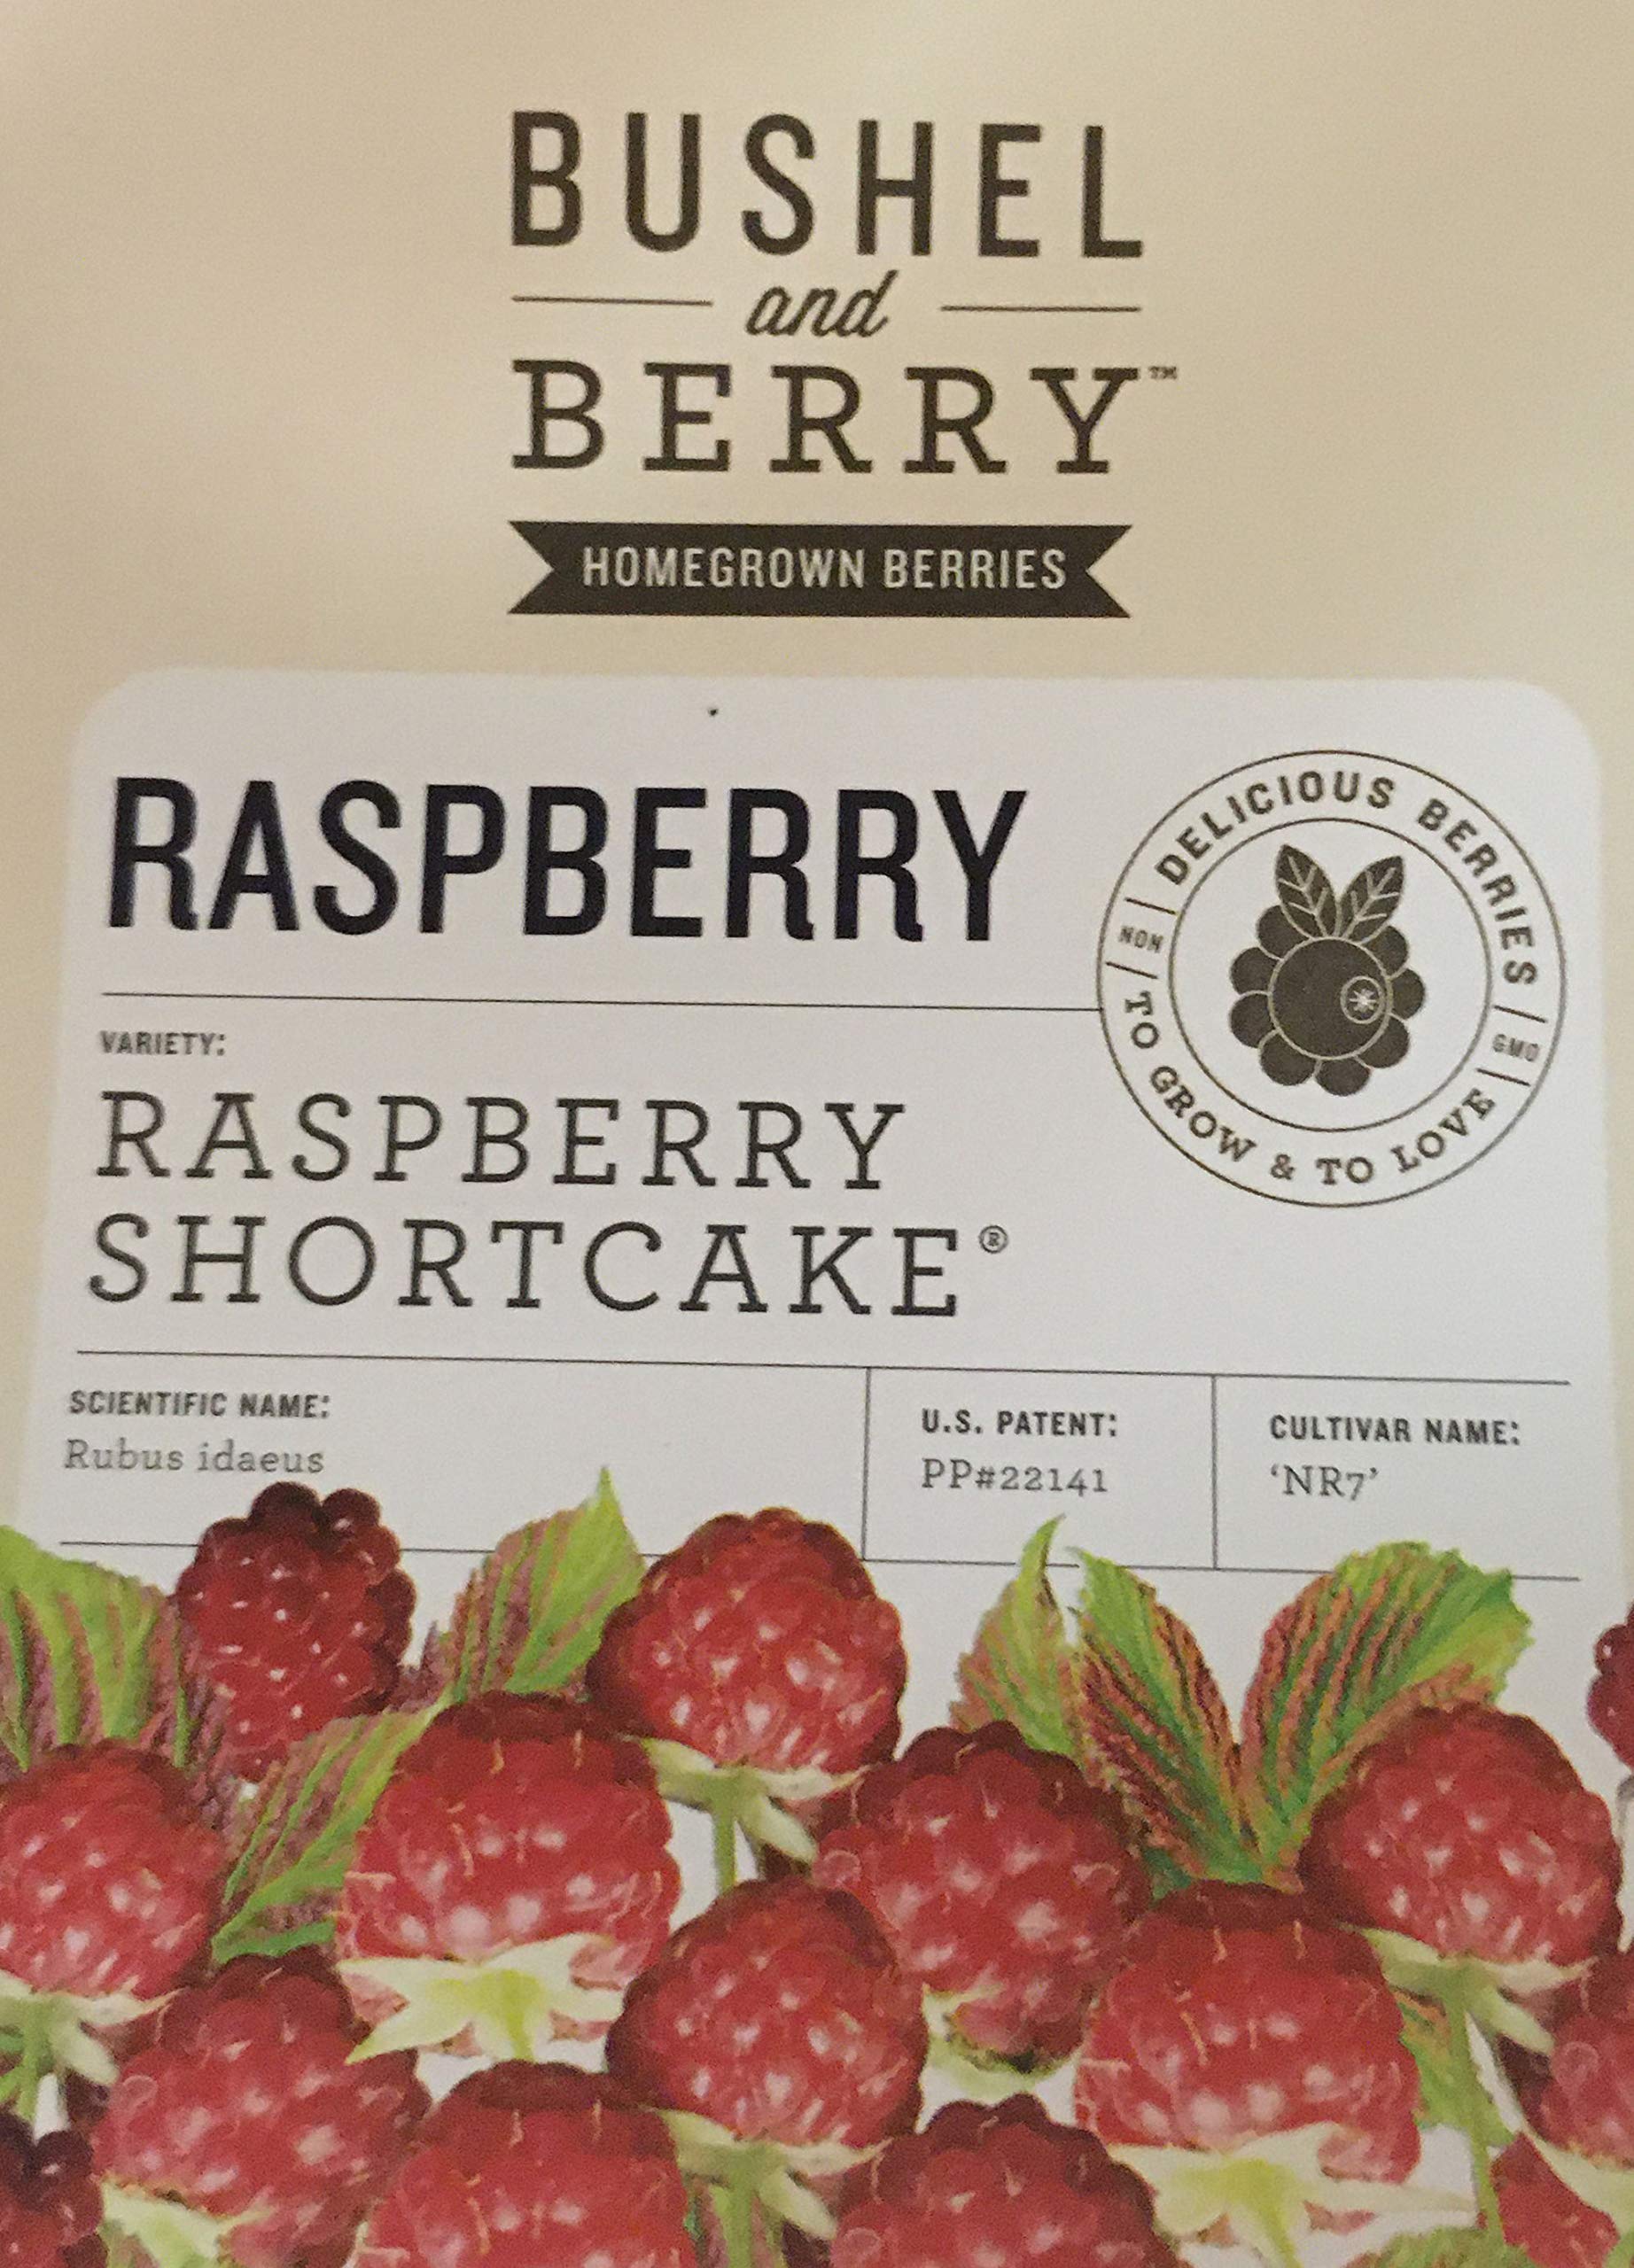 BUSHEL
and
BERRY™
HOMEGROWN BERRIES
RASPBERRY
DELICIOUS BERRIES
NON
GMO
TO GROW & TO LOVE
VARIETY:
RASPBERRY
SHORTCAKE®
SCIENTIFIC NAME:
Rubus idaeus
U.S. PATENT:
PP#22141
CULTIVAR NAME:
‘NR7’